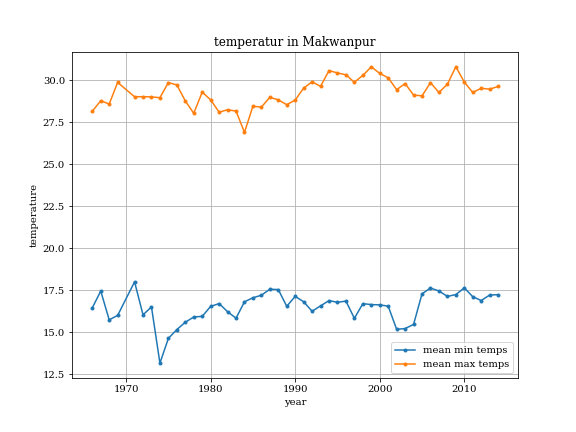 temperatur in Makwanpur
30.0
27.5
25.0
22.5
20.0
17.5
15.0
12.5
temperature
mean min temps
mean max temps
1970 1980 1990 2000 2010
year